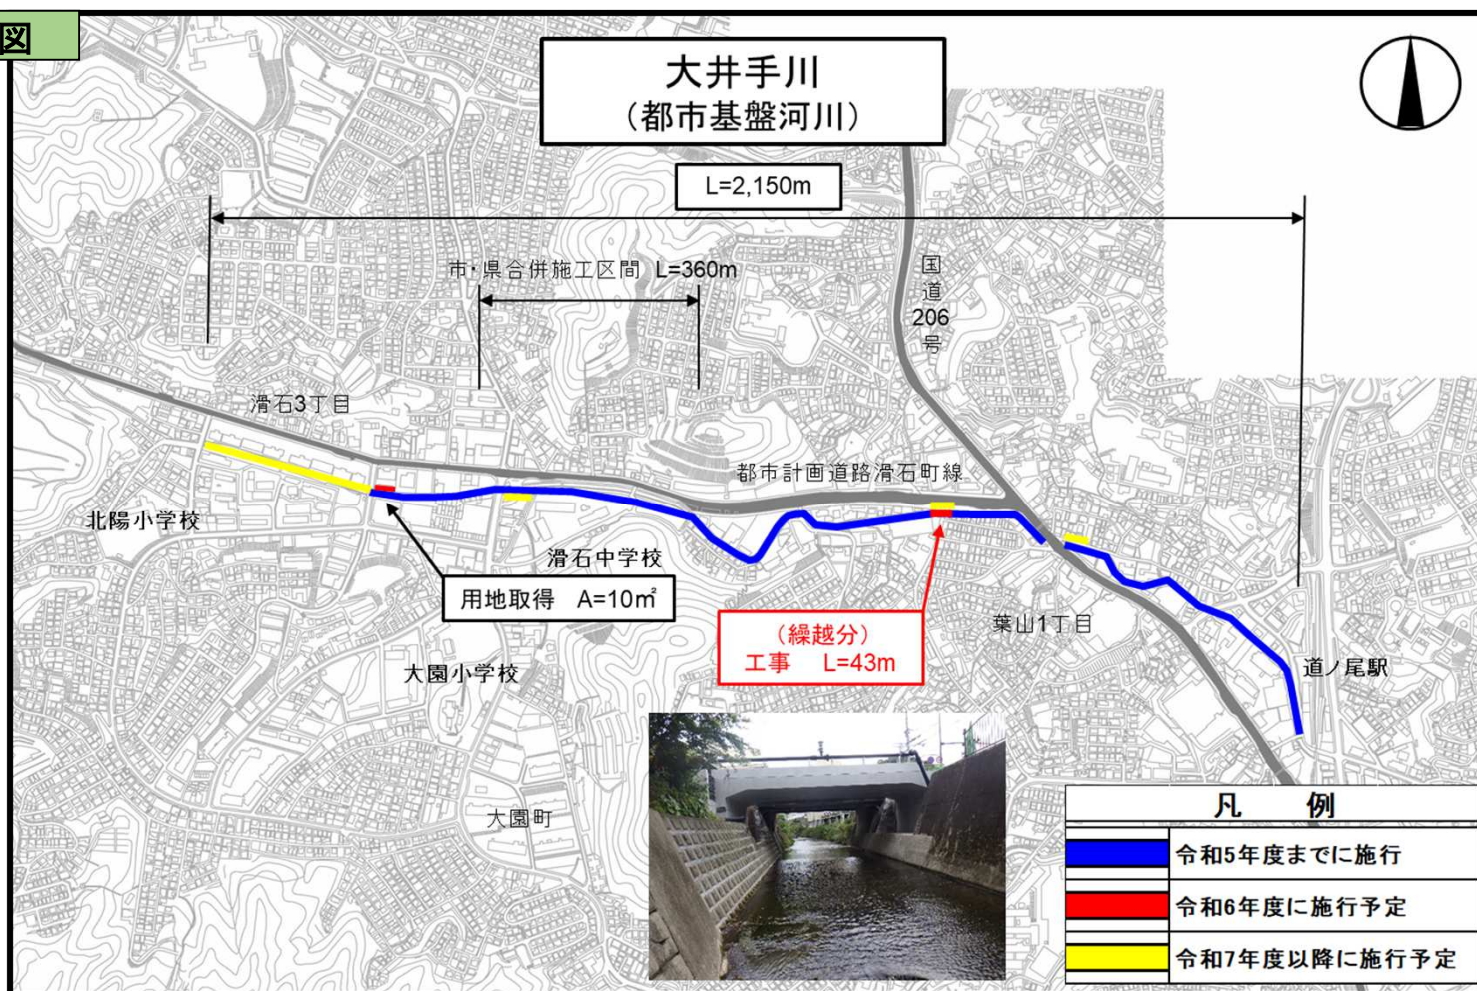 図
大井手川
（都市基盤河川）
L=2,150m
市・県合併施工区間 L=360m
国道206号
滑石3丁目
都市計画道路滑石町線
北陽小学校
滑石中学校
用地取得 A=10㎡
（繰越分）
工事 L=43m
葉山1丁目
大園小学校
道ノ尾駅
大園町
凡 例
令和5年度までに施行
令和6年度に施行予定
令和7年度以降に施行予定